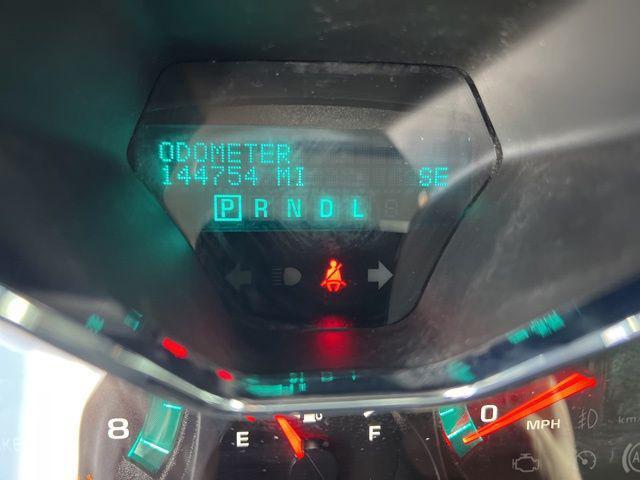 ODOMETER
144754 MI SE
P R N D L
8 E F 0 MPH